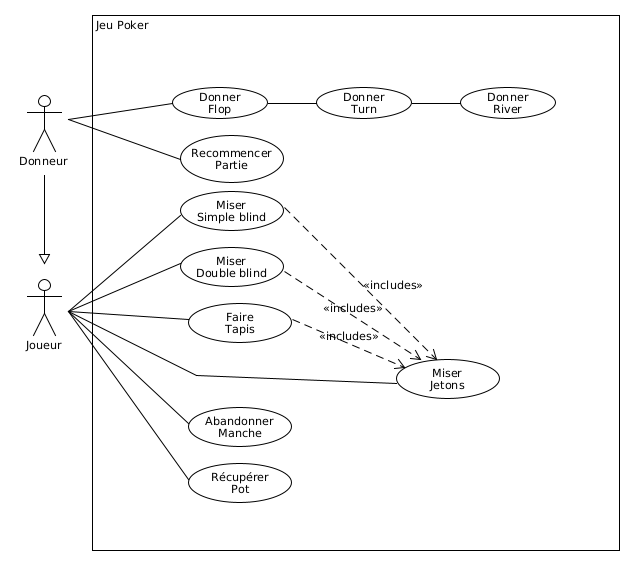 Jeu Poker
Donner
Flop
Donner
Turn
Donner
River
Donneur
Recommencer
Partie
Miser
Simple blind
Miser
Double blind
«includes»
«includes»
«includes»
Faire
Tapis
Joueur
Miser
Jetons
Abandonner
Manche
Récupérer
Pot